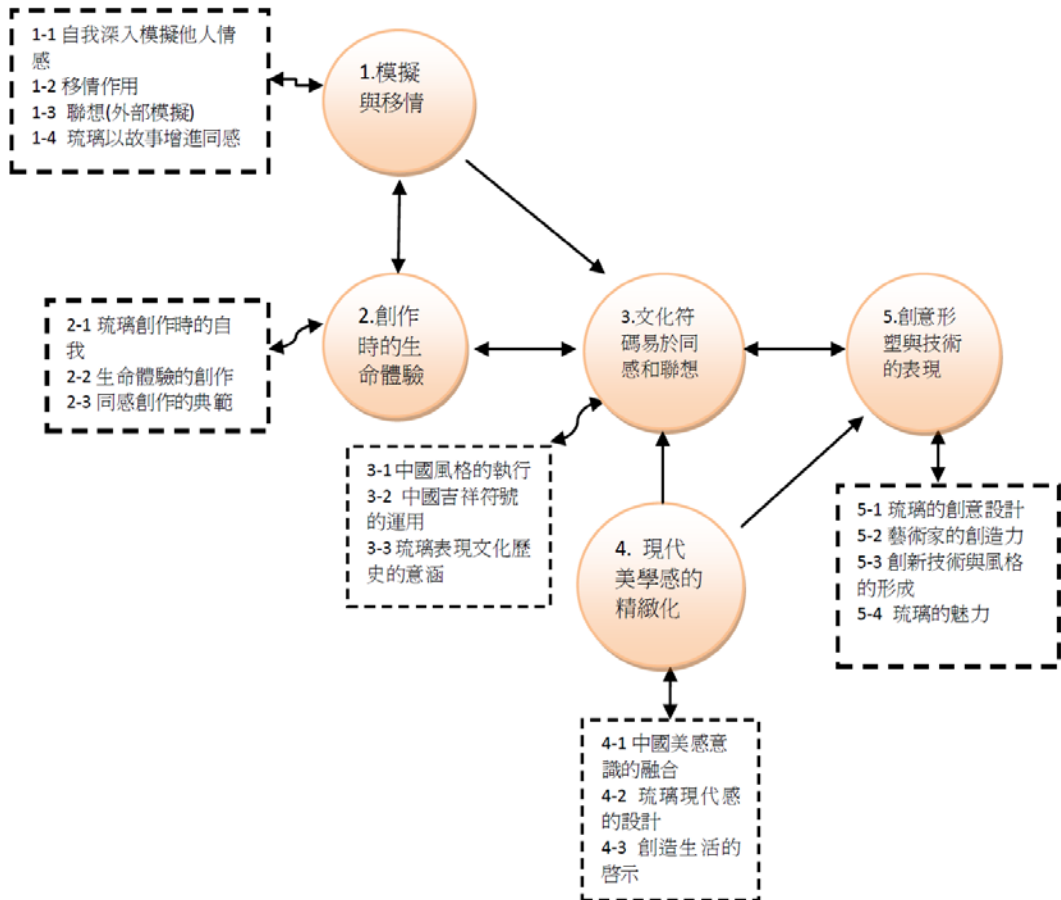 1-1 自我深入模擬他人情
感
1-2 移情作用
1-3 聯想(外部模擬)
1-4 琉璃以故事增進同感
1.模擬
與移情
2-1 琉璃創作時的自
我
2-2 生命體驗的創作
2-3 同感創作的典範
2.創作
時的生
命體驗
3.文化符
碼易於同
感和聯想
5.創意形
塑與技術
的表現
3-1 中國風格的執行
3-2 中國吉祥符號
的運用
3-3 琉璃表現文化歷
史的意涵
4. 現代
美學感的
精緻化
5-1 琉璃的創意設計
5-2 藝術家的創造力
5-3 創新技術與風格
的形成
5-4 琉璃的魅力
4-1 中國美感意
識的融合
4-2 琉璃現代感
的設計
4-3 創造生活的
啓示